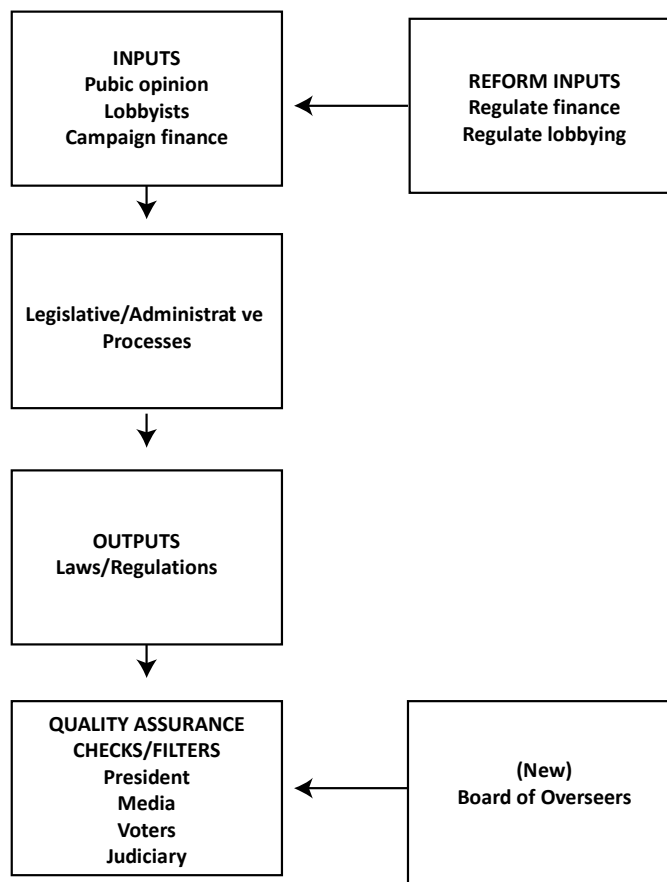 INPUTS
Pubic opinion
Lobbyists
Campaign finance
REFORM INPUTS
Regulate finance
Regulate lobbying
Legislative/Administrat ve
Processes
OUTPUTS
Laws/Regulations
QUALITY ASSURANCE
CHECKS/FILTERS
President
Media
Voters
Judiciary
(New)
Board of Overseers